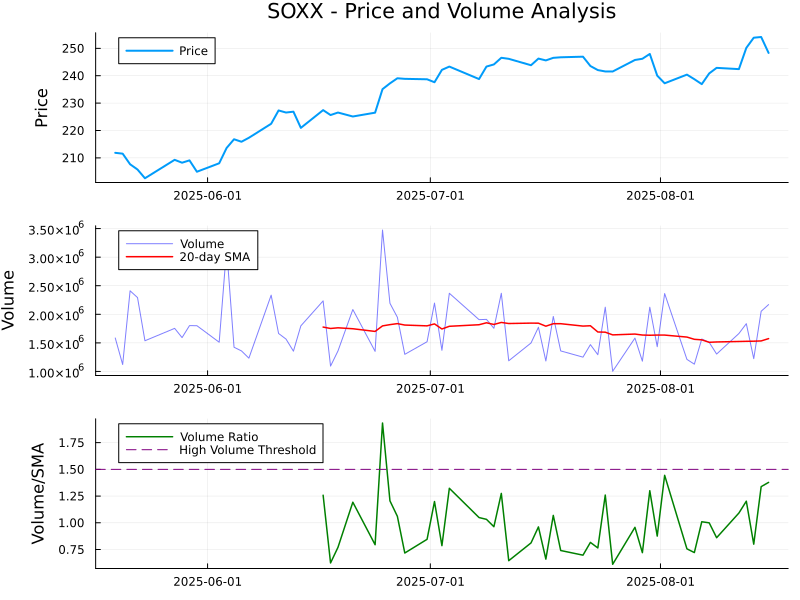 SOXX - Price and Volume Analysis
Price
250
240
230
220
210
Price
2025-06-01 2025-07-01 2025-08-01
3.50×10⁶
3.00×10⁶
2.50×10⁶
2.00×10⁶
1.50×10⁶
1.00×10⁶
Volume
Volume
20-day SMA
2025-06-01 2025-07-01 2025-08-01
1.75
1.50
1.25
1.00
0.75
Volume/SMA
Volume Ratio
High Volume Threshold
2025-06-01 2025-07-01 2025-08-01